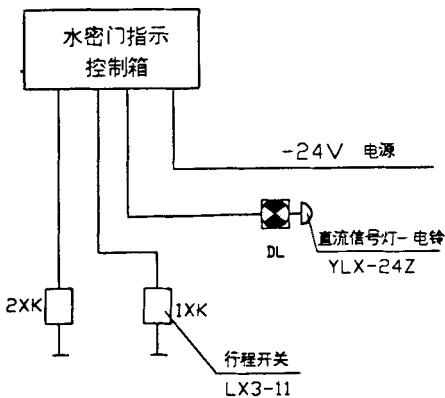 水密门指示
控制箱
-24V 电源
DL
直流信号灯-电铃
YLX-24Z
2XK
1XK
行程开关
LX3-11